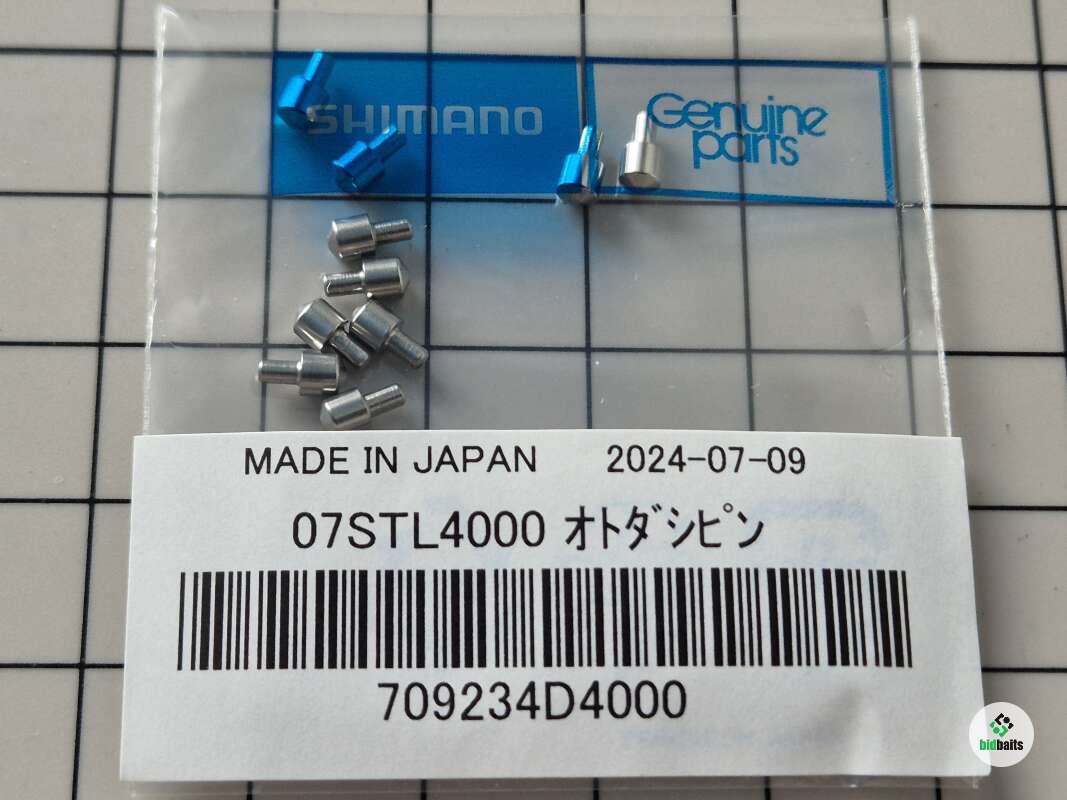 SHIMANO
Genuine
parts
MADE IN JAPAN 2024-07-09
07STL4000 オトダシピン
709234D4000
bidbaits